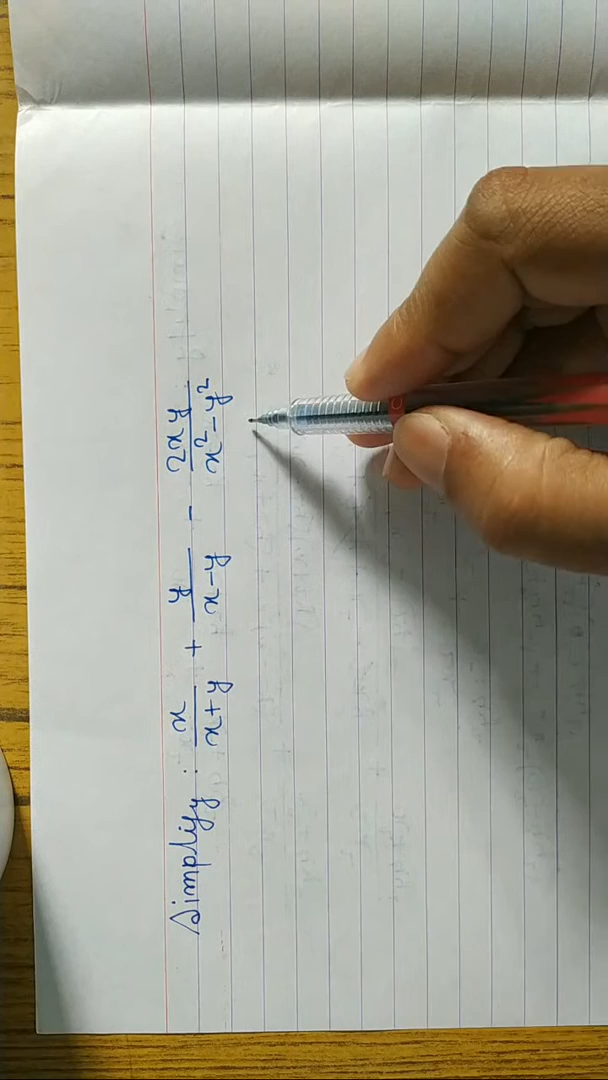 Simplify : x/(x+y) + y/(x-y) - 2xy/(x²-y²)